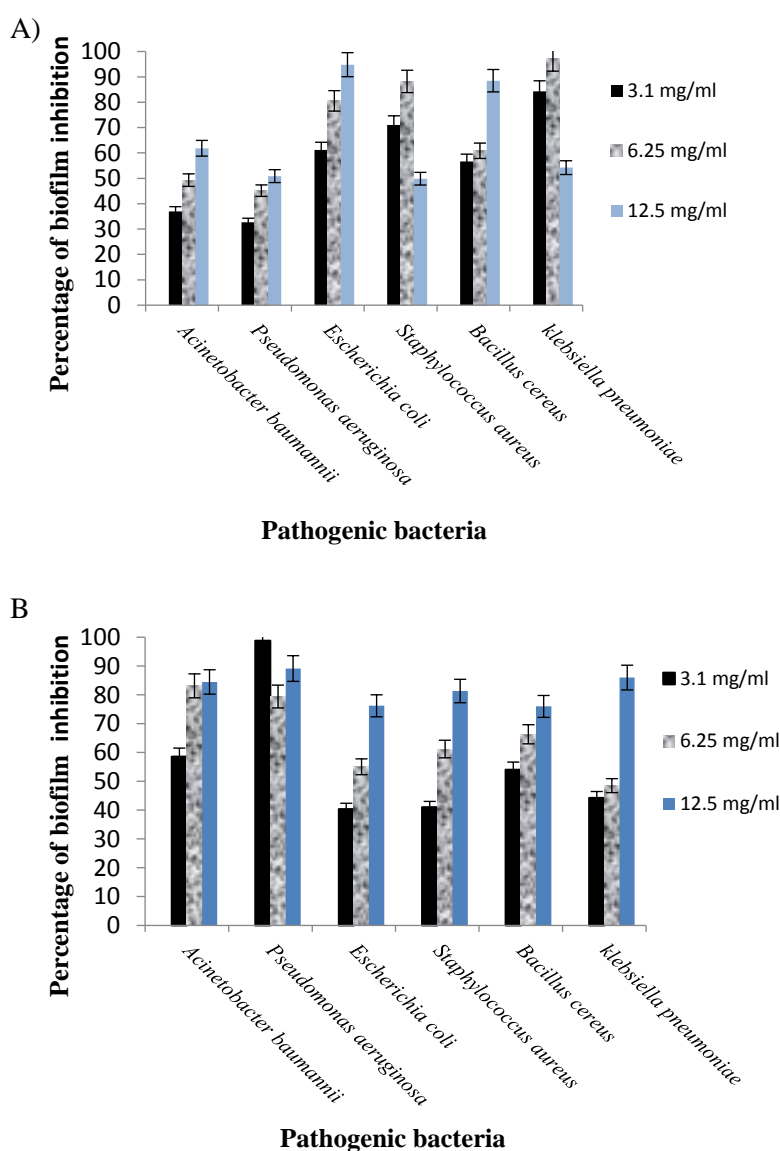 A)
Percentage of biofilm inhibition
100
90
80
70
60
50
40
30
20
10
0
3.1 mg/ml
6.25 mg/ml
12.5 mg/ml
Acinetobacter baumannii
Pseudomonas aeruginosa
Escherichia coli
Staphylococcus aureus
Bacillus cereus
klebsiella pneumoniae
Pathogenic bacteria
B
Percentage of biofilm inhibition
100
90
80
70
60
50
40
30
20
10
0
3.1 mg/ml
6.25 mg/ml
12.5 mg/ml
Acinetobacter baumannii
Pseudomonas aeruginosa
Escherichia coli
Staphylococcus aureus
Bacillus cereus
klebsiella pneumoniae
Pathogenic bacteria